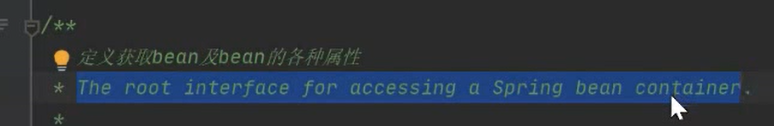 /**
定义获取bean及bean的各种属性
* The root interface for accessing a Spring bean container.
*